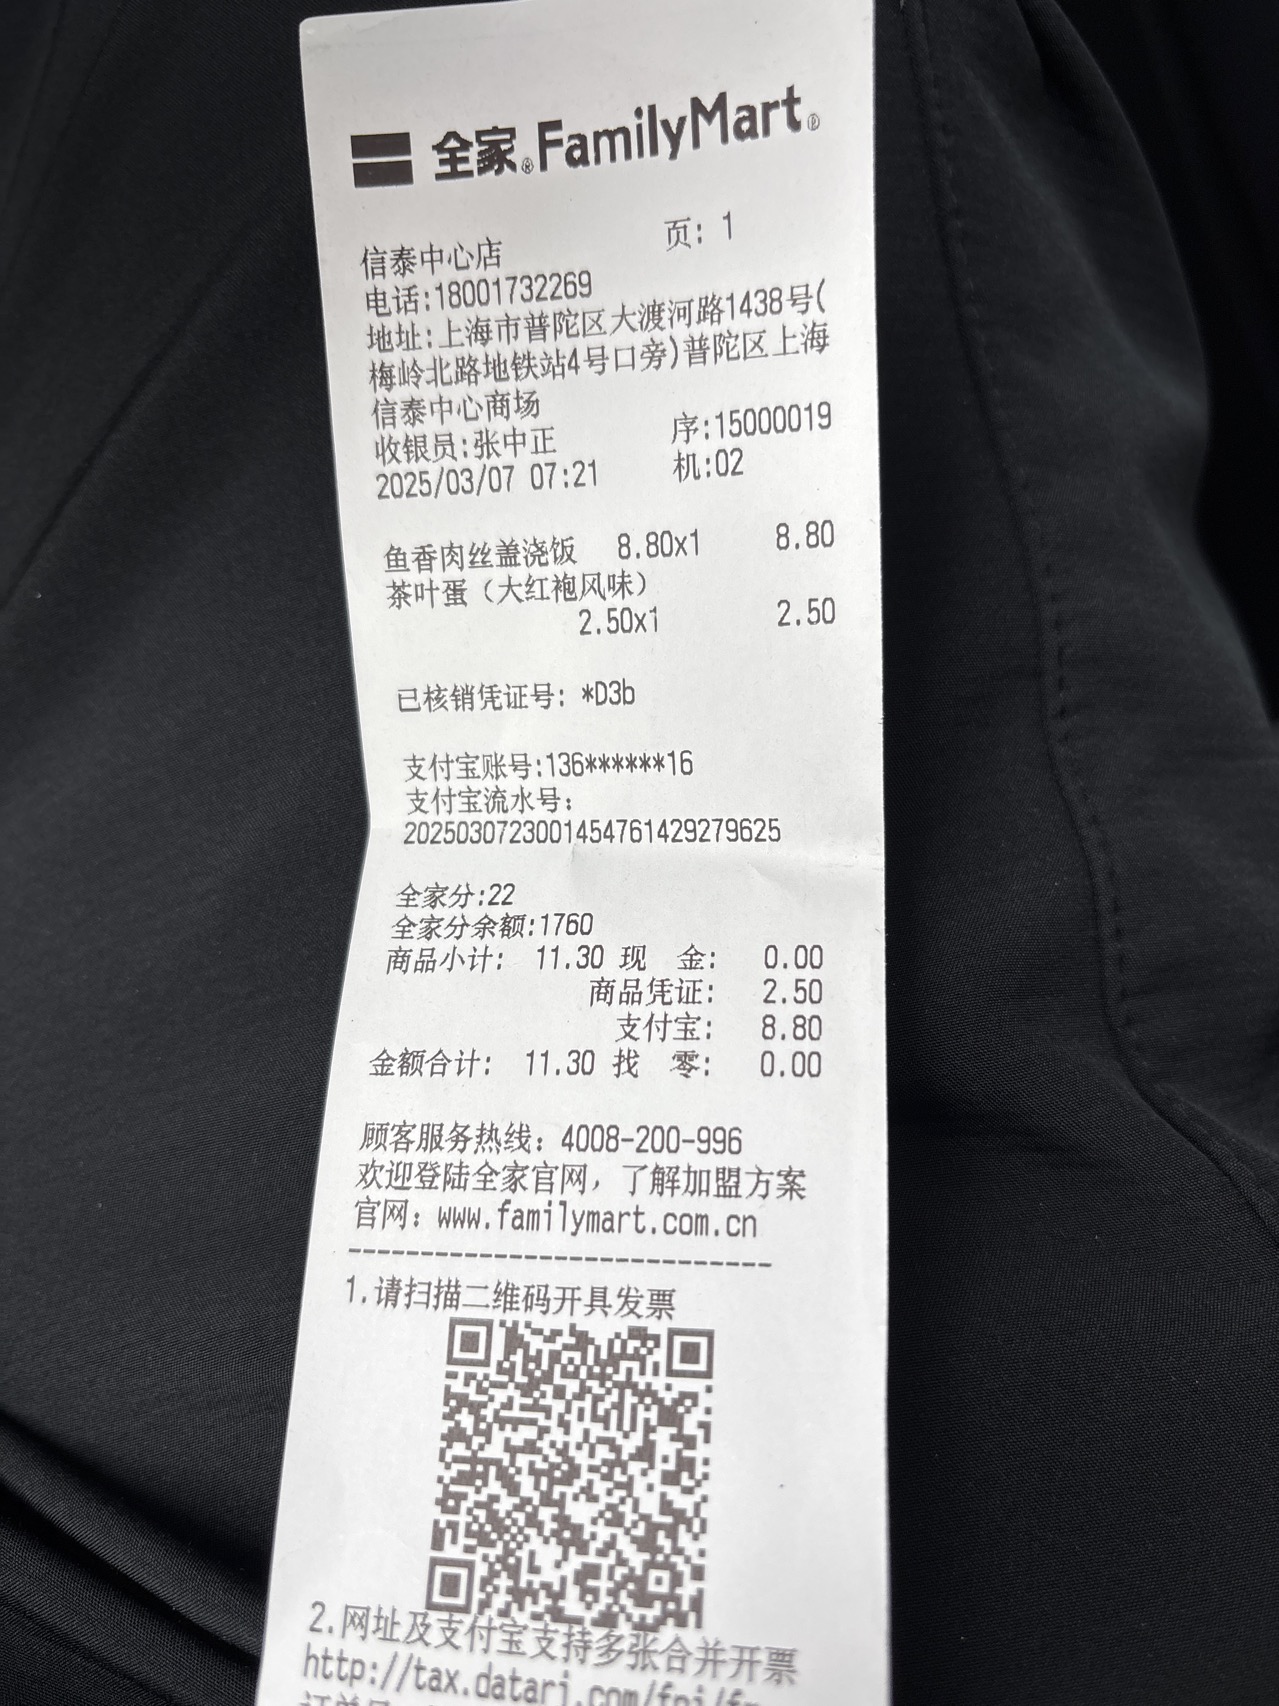 全家® FamilyMart®
信泰中心店 页: 1
电话:18001732269
地址:上海市普陀区大渡河路1438号(
梅岭北路地铁站4号口旁)普陀区上海
信泰中心商场
收银员:张中正 序:15000019
2025/03/07 07:21 机:02
鱼香肉丝盖浇饭 8.80x1 8.80
茶叶蛋（大红袍风味）
2.50x1 2.50
已核销凭证号: *D3b
支付宝账号:136******16
支付宝流水号:
2025030723001454761429279625
全家分:22
全家分余额:1760
商品小计: 11.30 现 金: 0.00
商品凭证: 2.50
支付宝: 8.80
金额合计: 11.30 找 零: 0.00
顾客服务热线: 4008-200-996
欢迎登陆全家官网, 了解加盟方案
官网: www.familymart.com.cn
--------------------------
1.请扫描二维码开具发票
2.网址及支付宝支持多张合并开票
http://tax.datarj.com/fpj/